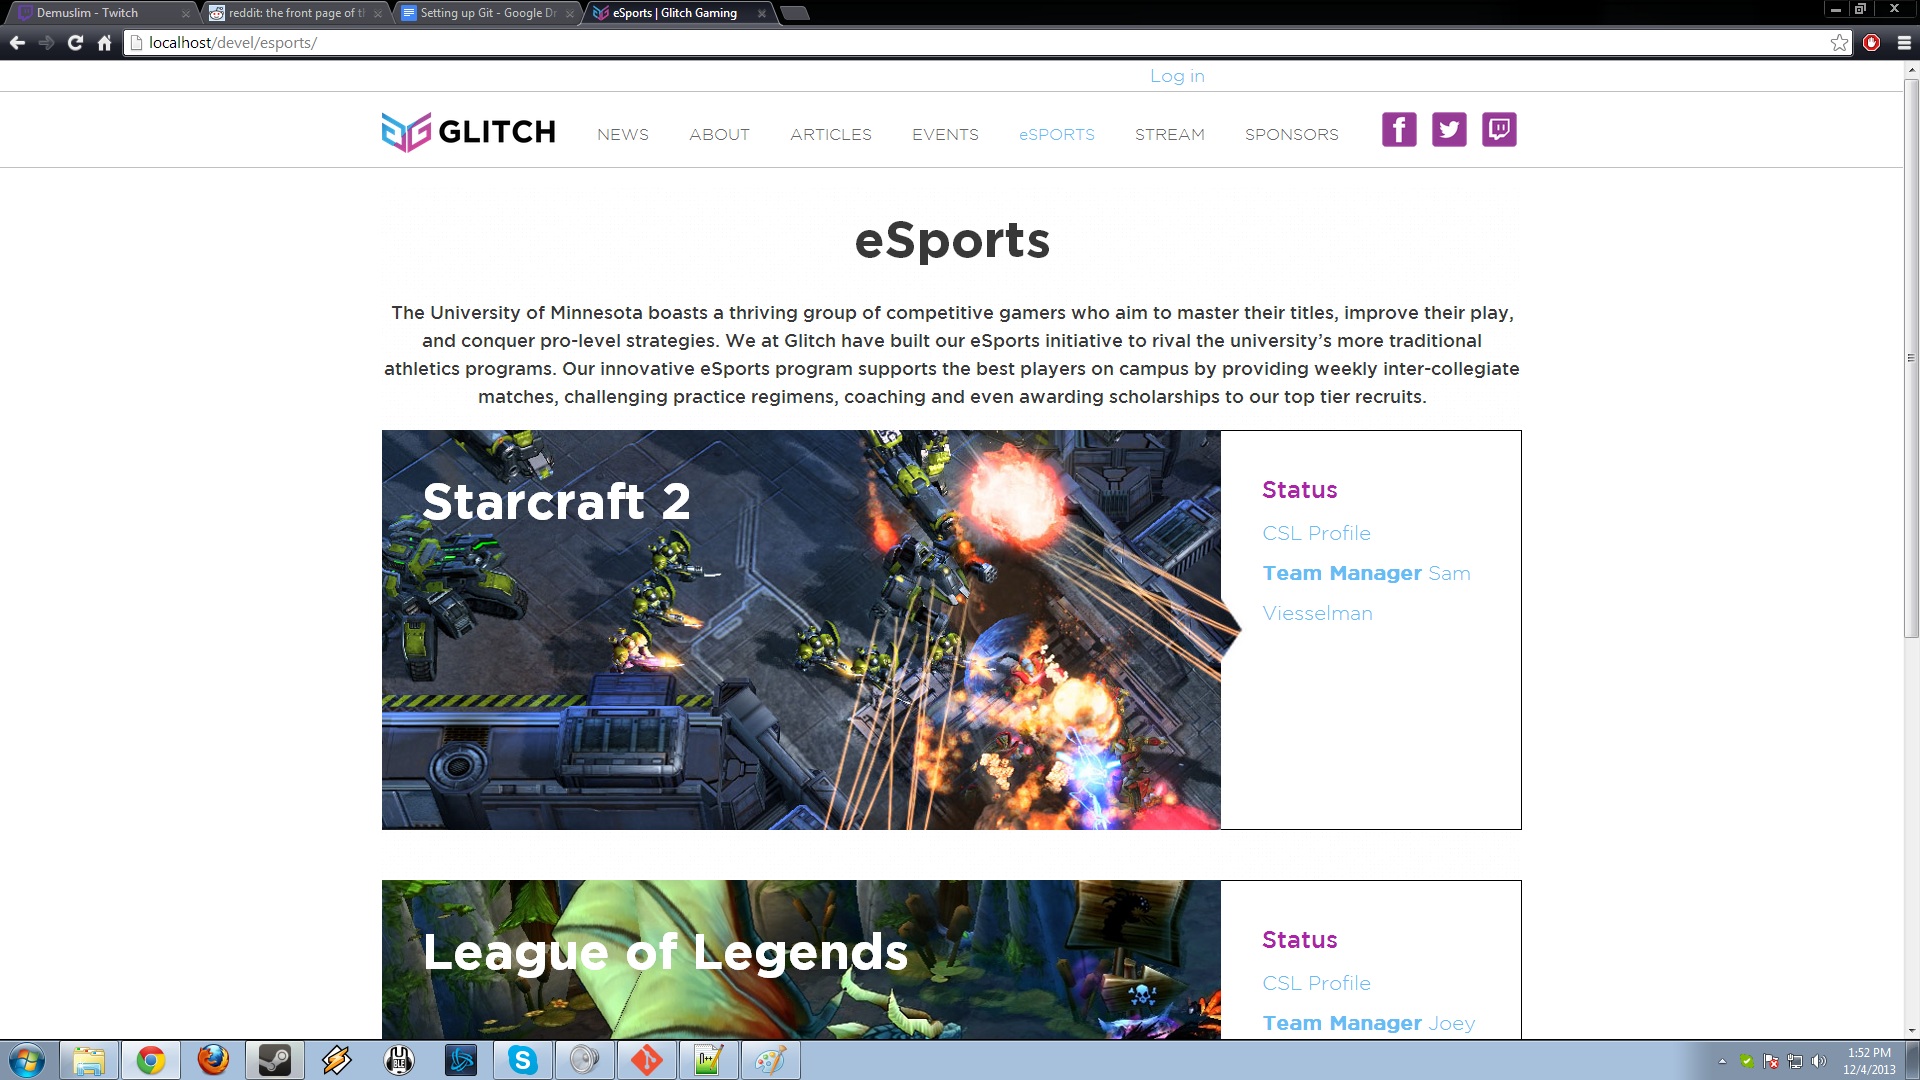 Demuslim - Twitch
reddit: the front page of t
Setting up Git - Google Dr
eSports | Glitch Gaming
localhost/devel/esports/
Log in
GLITCH
NEWS
ABOUT
ARTICLES
EVENTS
eSPORTS
STREAM
SPONSORS
eSports
The University of Minnesota boasts a thriving group of competitive gamers who aim to master their titles, improve their play,
and conquer pro-level strategies. We at Glitch have built our eSports initiative to rival the university’s more traditional
athletics programs. Our innovative eSports program supports the best players on campus by providing weekly inter-collegiate
matches, challenging practice regimens, coaching and even awarding scholarships to our top tier recruits.
Starcraft 2
Status
CSL Profile
Team Manager Sam
Viesselman
League of Legends
Status
CSL Profile
Team Manager Joey
1:52 PM
12/4/2013